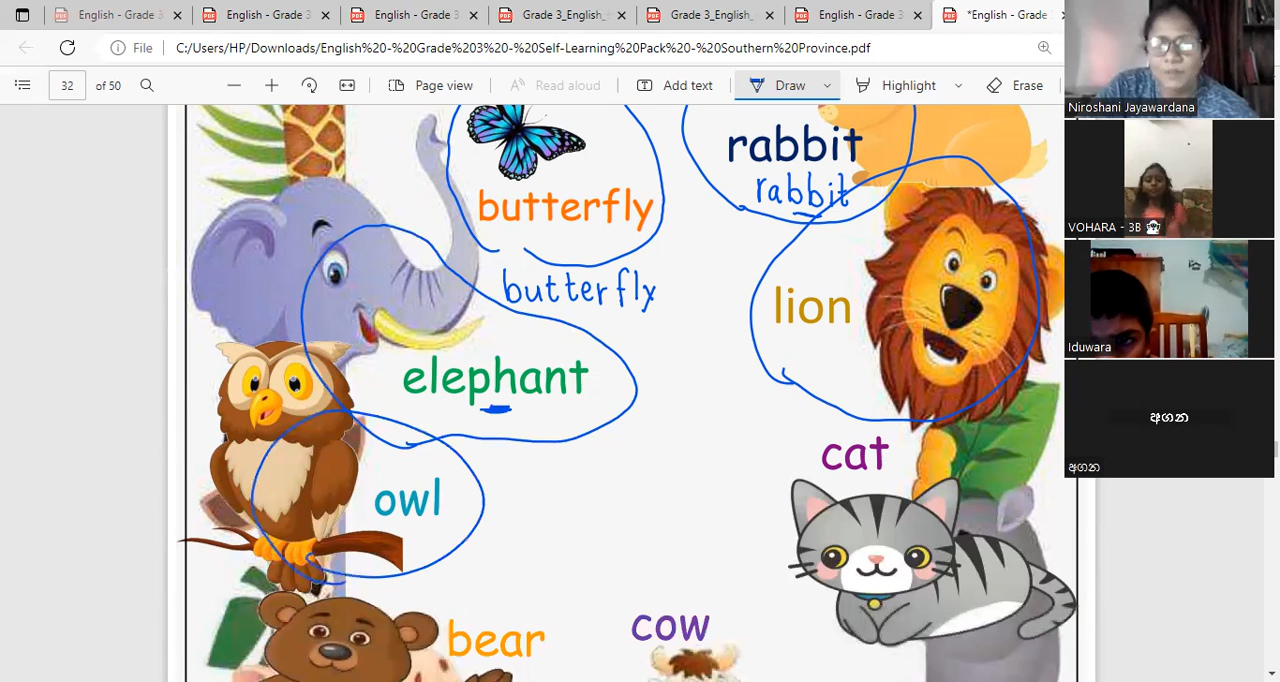 English - Grade 3
English - Grade 3
English - Grade 3
Grade 3_English_
Grade 3_English_
English - Grade 3
*English - Grade
File
C:/Users/HP/Downloads/English%20-%20Grade%203%20-%20Self-Learning%20Pack%20-%20Southern%20Province.pdf
32 of 50
Page view
Read aloud
Add text
Draw
Highlight
Erase
rabbit
rabbit
butterfly
butterfly
lion
elephant
cat
owl
bear
cow
Niroshani Jayawardana
VOHARA - 3B
Iduwara
අගන
අගන